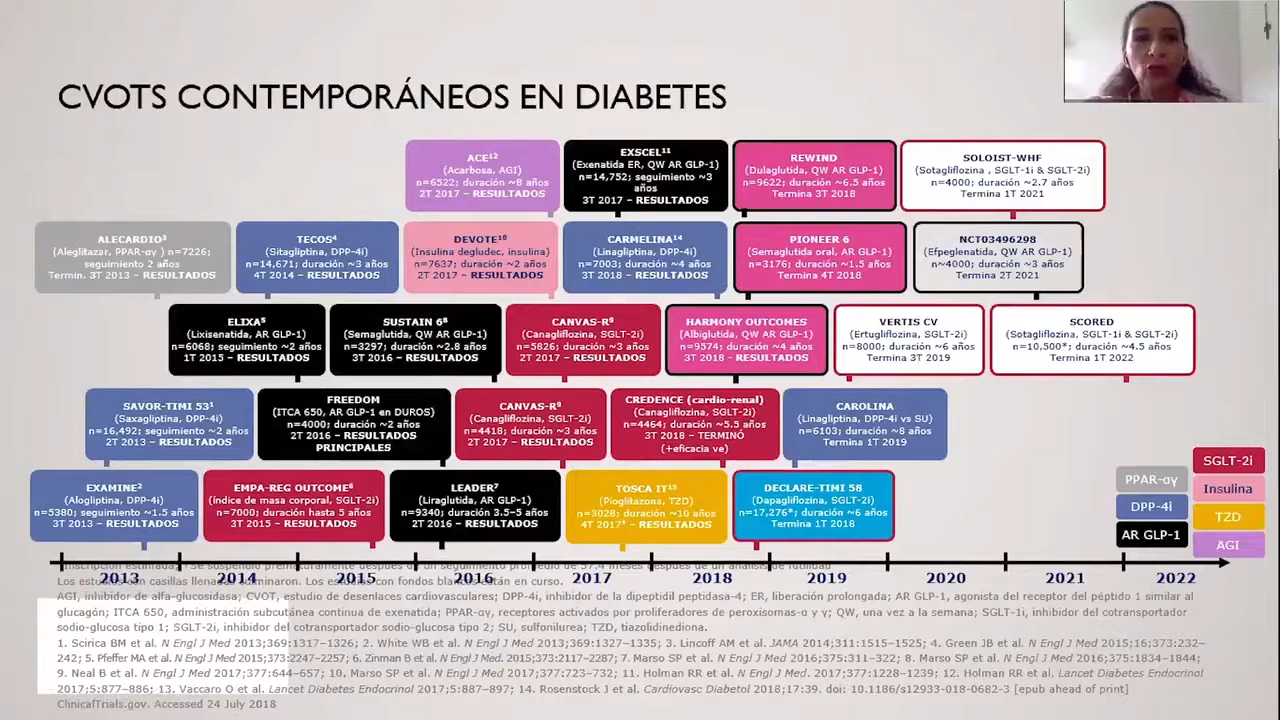 CVOTS CONTEMPORÁNEOS EN DIABETES
ACE¹²
(Acarbosa, AGI)
n=6522; duración ~8 años
2T 2017 – RESULTADOS
EXSCEL¹¹
(Exenatida ER, QW AR GLP-1)
n=14,752; seguimiento ~3
años
3T 2017 – RESULTADOS
REWIND
(Dulaglutida, QW AR GLP-1)
n=9622; duración ~6.5 años
Termina 3T 2018
SOLOIST-WHF
(Sotagliflozina , SGLT-1i & SGLT-2i)
n=4000; duración ~2.7 años
Termina 1T 2021
ALECARDIO³
(Aleglitazar, PPAR-αγ ) n=7226;
seguimiento 2 años
Termin. 3T 2013 – RESULTADOS
TECOS⁴
(Sitagliptina, DPP-4i)
n=14,671; duración ~3 años
4T 2014 – RESULTADOS
DEVOTE¹⁰
(Insulina degludec, insulina)
n=7637; duración ~2 años
2T 2017 – RESULTADOS
CARMELINA¹⁴
(Linagliptina, DPP-4i)
n=7003; duración ~4 años
3T 2018 – RESULTADOS
PIONEER 6
(Semaglutida oral, AR GLP-1)
n=3176; duración ~1.5 años
Termina 4T 2018
NCT03496298
(Efpeglenatida, QW AR GLP-1)
n~4000; duración ~3 años
Termina 2T 2021
ELIXA⁵
(Lixisenatida, AR GLP-1)
n=6068; seguimiento ~2 años
1T 2015 – RESULTADOS
SUSTAIN 6⁸
(Semaglutida, QW AR GLP-1)
n=3297; duración ~2.8 años
3T 2016 – RESULTADOS
CANVAS-R⁹
(Canagliflozina, SGLT-2i)
n=5826; duración ~3 años
2T 2017 – RESULTADOS
HARMONY OUTCOMES
(Albiglutida, QW AR GLP-1)
n=9574; duración ~4 años
3T 2018 – RESULTADOS
VERTIS CV
(Ertugliflozina, SGLT-2i)
n=8000; duración ~6 años
Termina 3T 2019
SCORED
(Sotagliflozina, SGLT-1i & SGLT-2i)
n=10,500*; duración ~4.5 años
Termina 1T 2022
SAVOR-TIMI 53¹
(Saxagliptina, DPP-4i)
n=16,492; seguimiento ~2 años
2T 2013 – RESULTADOS
FREEDOM
(ITCA 650, AR GLP-1 en DUROS)
n=4000; duración ~2 años
2T 2016 – RESULTADOS
PRINCIPALES
CANVAS-R⁹
(Canagliflozina, SGLT-2i)
n=4418; duración ~3 años
2T 2017 – RESULTADOS
CREDENCE (cardio-renal)
(Canagliflozina, SGLT-2i)
n=4464; duración ~5.5 años
3T 2018 – TERMINÓ
(+eficacia ve)
CAROLINA
(Linagliptina, DPP-4i vs SU)
n=6103; duración ~8 años
Termina 1T 2019
EXAMINE²
(Alogliptina, DPP-4i)
n=5380; seguimiento ~1.5 años
3T 2013 – RESULTADOS
EMPA-REG OUTCOME⁶
(índice de masa corporal, SGLT-2i)
n=7000; duración hasta 5 años
3T 2015 – RESULTADOS
LEADER⁷
(Liraglutida, AR GLP-1)
n=9340; duración 3.5–5 años
2T 2016 – RESULTADOS
TOSCA IT¹³
(Pioglitazona, TZD)
n=3028; duración ~10 años
4T 2017† – RESULTADOS
DECLARE-TIMI 58
(Dapagliflozina, SGLT-2i)
n=17,276*; duración ~6 años
Termina 1T 2018
PPAR-αγ
DPP-4i
AR GLP-1
SGLT-2i
Insulina
TZD
AGI
2013 2014 2015 2016 2017 2018 2019 2020 2021 2022
Se suspendió prematuramente después de un seguimiento promedio de 57.4 meses después de un análisis de futilidad
Los estudios con casillas llenas terminaron. Los estudios con fondos blancos están en curso.
AGI, inhibidor de alfa-glucosidasa; CVOT, estudio de desenlaces cardiovasculares; DPP-4i, inhibidor de la dipeptidil peptidasa-4; ER, liberación prolongada; AR GLP-1, agonista del receptor del péptido 1 similar al
glucagón; ITCA 650, administración subcutánea continua de exenatida; PPAR-αγ, receptores activados por proliferadores de peroxisomas-α y γ; QW, una vez a la semana; SGLT-1i, inhibidor del cotransportador
sodio-glucosa tipo 1; SGLT-2i, inhibidor del cotransportador sodio-glucosa tipo 2; SU, sulfonilurea; TZD, tiazolidinediona.
1. Scirica BM et al. N Engl J Med 2013;369:1317–1326; 2. White WB et al. N Engl J Med 2013;369:1327–1335; 3. Lincoff AM et al. JAMA 2014;311:1515–1525; 4. Green JB et al. N Engl J Med 2015;16;373:232–
242; 5. Pfeffer MA et al. N Engl J Med 2015;373:2247–2257; 6. Zinman B et al. N Engl J Med. 2015;373:2117–2287; 7. Marso SP et al. N Engl J Med 2016;375:311–322; 8. Marso SP et al. N Engl J Med 2016;375:1834–1844;
9. Neal B et al. N Engl J Med 2017;377:644–657; 10. Marso SP et al. N Engl J Med 2017;377:723–732; 11. Holman RR et al. N Engl J Med. 2017;377:1228–1239; 12. Holman RR et al. Lancet Diabetes Endocrinol
2017;5:877–886; 13. Vaccaro O et al. Lancet Diabetes Endocrinol 2017;5:887–897; 14. Rosenstock J et al. Cardiovasc Diabetol 2018;17:39. doi: 10.1186/s12933-018-0682-3 [epub ahead of print]
ClinicalTrials.gov. Accessed 24 July 2018